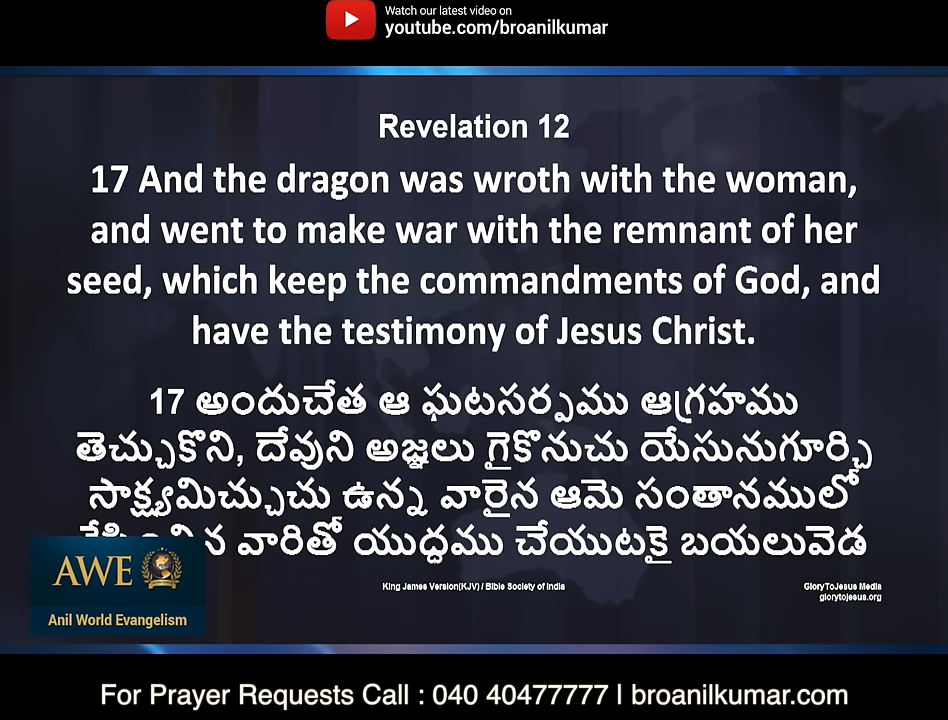 Watch our latest video on
youtube.com/broanilkumar
Revelation 12
17 And the dragon was wroth with the woman,
and went to make war with the remnant of her
seed, which keep the commandments of God, and
have the testimony of Jesus Christ.
17 అందుచేత ఆ ఘటసర్పము ఆగ్రహము
తెచ్చుకొని, దేవుని అజ్ఞలు గైకొనుచు యేసునుగూర్చి
సాక్ష్యమిచ్చుచు ఉన్న వారైన ఆమె సంతానములో
వారితో యుద్ధము చేయుటకై బయలువెడ
King James Version(KJV) / Bible Society of India
GloryToJesus Media
glorytojesus.org
AWE
Anil World Evangelism
For Prayer Requests Call : 040 40477777 | broanilkumar.com